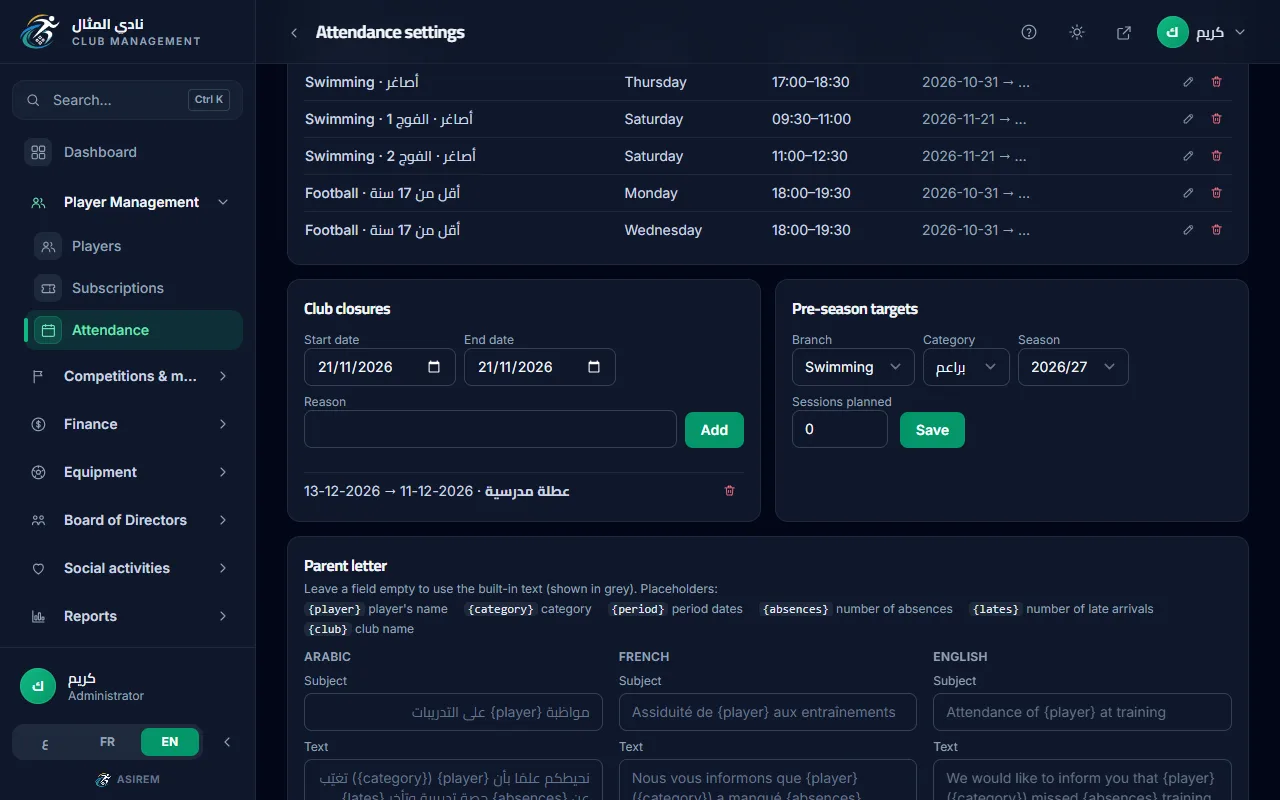 نادي المثال
CLUB MANAGEMENT
Search...
Ctrl K
Dashboard
Player Management
Players
Subscriptions
Attendance
Competitions & m...
Finance
Equipment
Board of Directors
Social activities
Reports
ك
كريم
Administrator
ع
FR
EN
ASIREM
Attendance settings
ك
كريم
Swimming · أصاغر
Thursday
17:00–18:30
2026-10-31 → ...
Swimming · أصاغر · الفوج 1
Saturday
09:30–11:00
2026-11-21 → ...
Swimming · أصاغر · الفوج 2
Saturday
11:00–12:30
2026-11-21 → ...
Football · أقل من 17 سنة
Monday
18:00–19:30
2026-10-31 → ...
Football · أقل من 17 سنة
Wednesday
18:00–19:30
2026-10-31 → ...
Club closures
Start date
End date
21/11/2026
21/11/2026
Reason
Add
13-12-2026 → 11-12-2026 · عطلة مدرسية
Pre-season targets
Branch
Category
Season
Swimming
براعم
2026/27
Sessions planned
0
Save
Parent letter
Leave a field empty to use the built-in text (shown in grey). Placeholders:
{player} player's name {category} category {period} period dates {absences} number of absences {lates} number of late arrivals
{club} club name
ARABIC
Subject
مواظبة {player} على التدريبات
Text
نحيطكم علمًا بأن {player} ({category}) تغيّب
عن {absences} حصة تدريبية وتأخر {lates}
FRENCH
Subject
Assiduité de {player} aux entraînements
Text
Nous vous informons que {player}
({category}) a manqué {absences}
ENGLISH
Subject
Attendance of {player} at training
Text
We would like to inform you that {player}
({category}) missed {absences} training